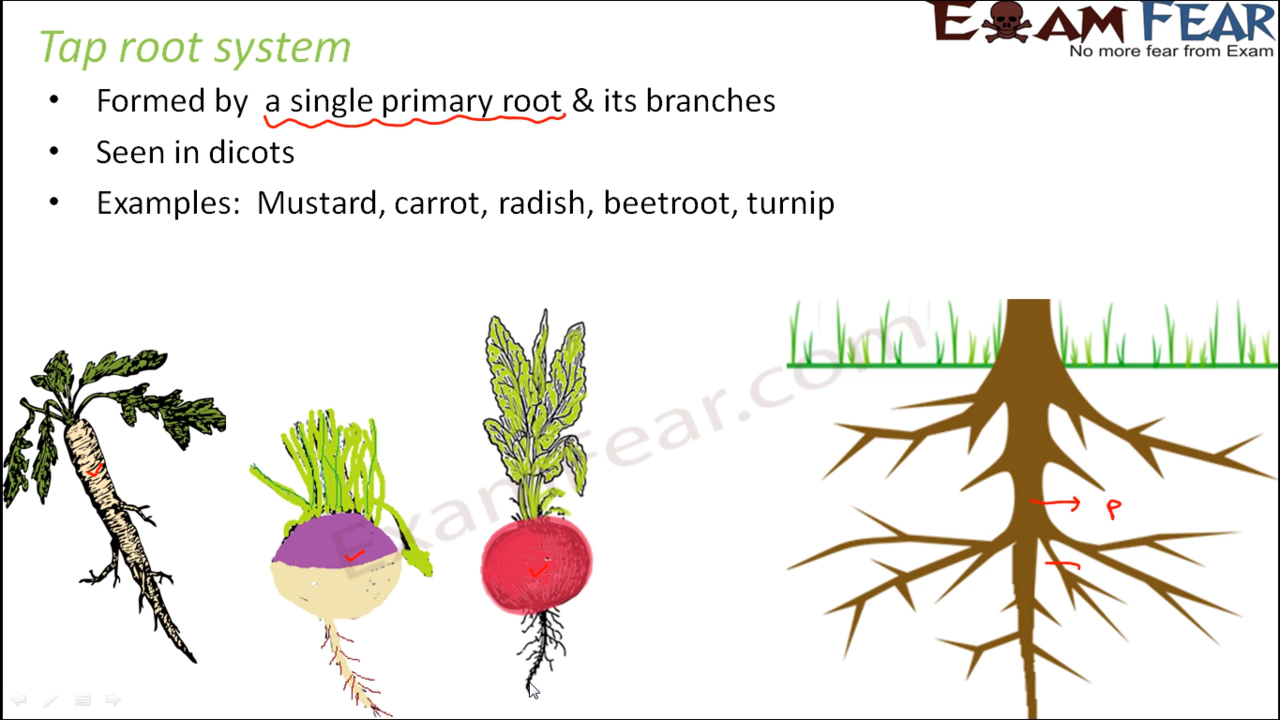 Tap root system
EXAM FEAR
No more fear from Exam
• Formed by a single primary root & its branches
• Seen in dicots
• Examples: Mustard, carrot, radish, beetroot, turnip
ExamFear.com
P